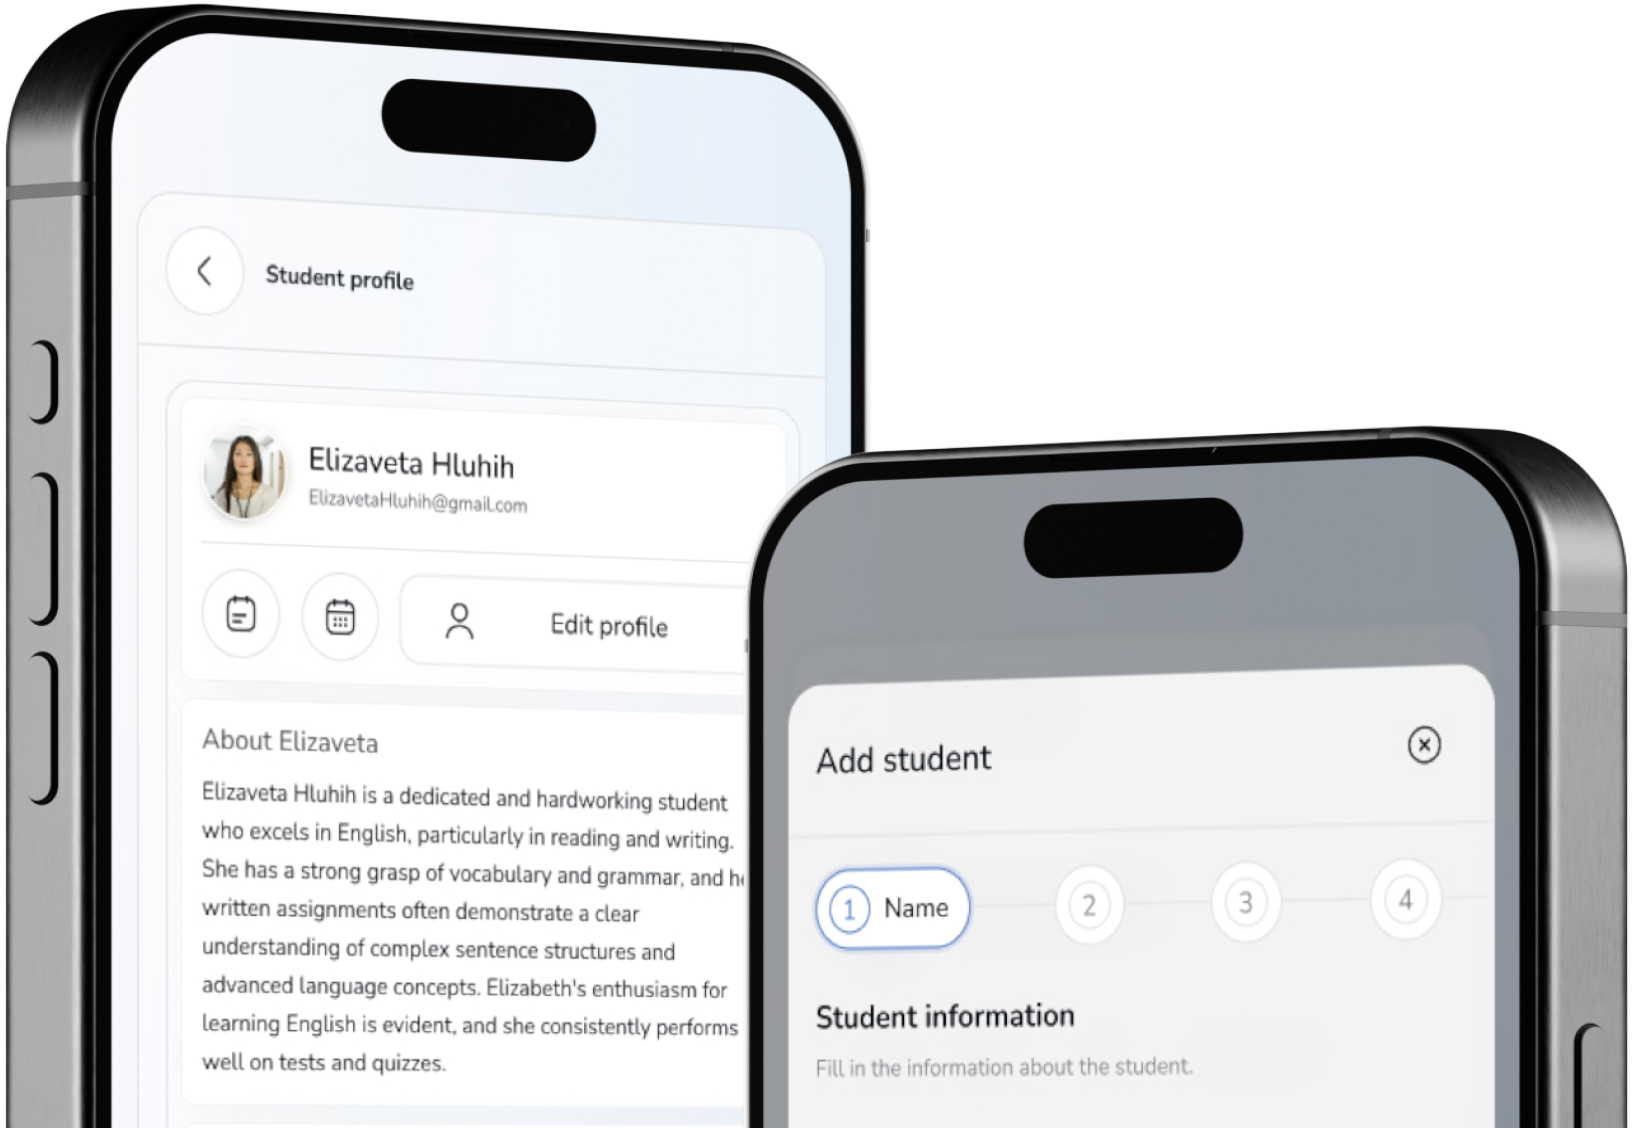 Student profile
Elizaveta Hluhih
ElizavetaHluhih@gmail.com
Edit profile
About Elizaveta
Elizaveta Hluhih is a dedicated and hardworking student
who excels in English, particularly in reading and writing.
She has a strong grasp of vocabulary and grammar, and
written assignments often demonstrate a clear
understanding of complex sentence structures and
advanced language concepts. Elizabeth's enthusiasm for
learning English is evident, and she consistently performs
well on tests and quizzes.
Add student
1 Name 2 3 4
Student information
Fill in the information about the student.